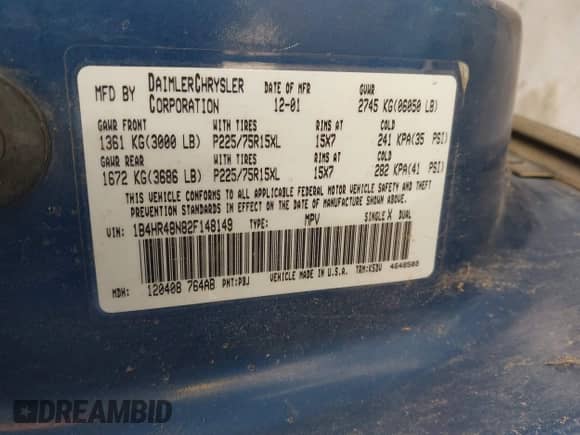 MFD BY DAIMLERCHRYSLER CORPORATION DATE OF MFR 12-01 GVWR 2745 KG(06050 LB)
GAWR FRONT WITH TIRES RIMS AT COLD
1361 KG(3000 LB) P225/75R15XL 15X7 241 KPA(35 PSI)
GAWR REAR WITH TIRES RIMS AT COLD
1672 KG(3686 LB) P225/75R15XL 15X7 282 KPA(41 PSI)
THIS VEHICLE CONFORMS TO ALL APPLICABLE FEDERAL MOTOR VEHICLE SAFETY AND THEFT
PREVENTION STANDARDS IN EFFECT ON THE DATE OF MANUFACTURE SHOWN ABOVE.
VIN: 1B4HR48N82F148149 TYPE: MPV SINGLE X DUAL
MDH: 120408 764AB PNT:PBJ VEHICLE MADE IN U.S.A. TRM:K5DV 4648500
DREAMBID